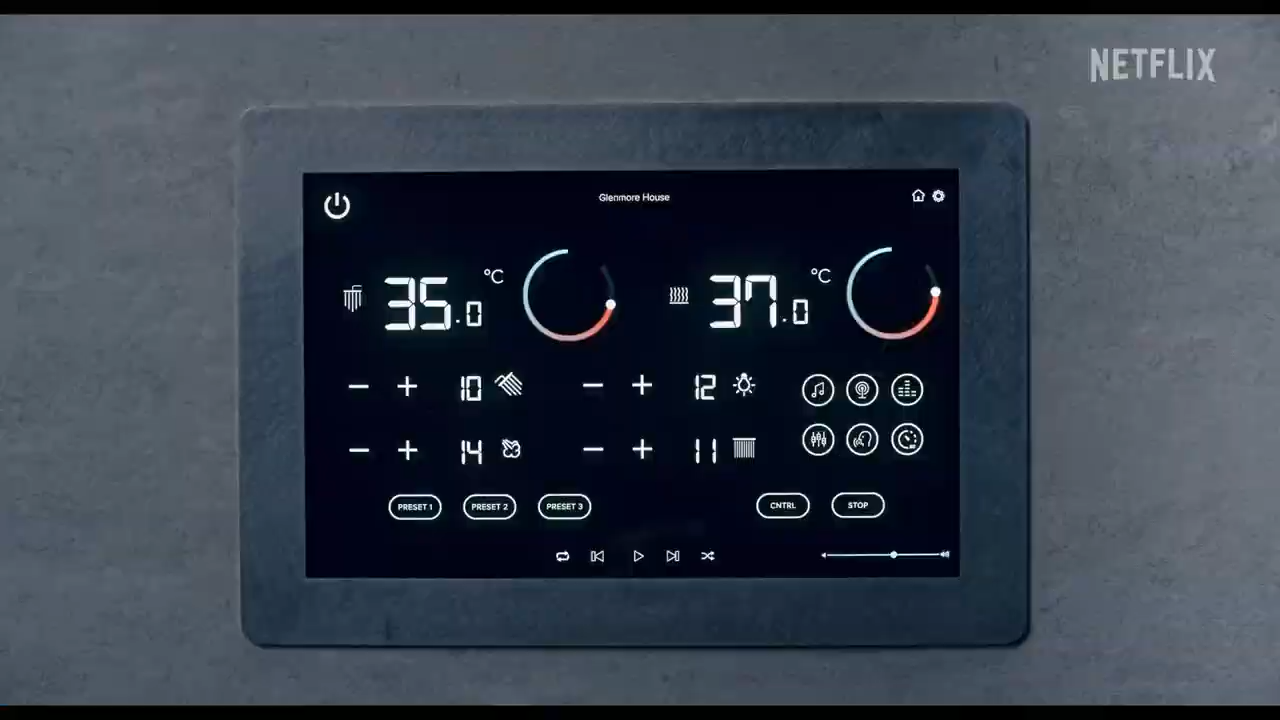 NETFLIX
Glenmore House
35.0 °C
37.0 °C
10
12
14
11
PRESET 1
PRESET 2
PRESET 3
CNTRL
STOP